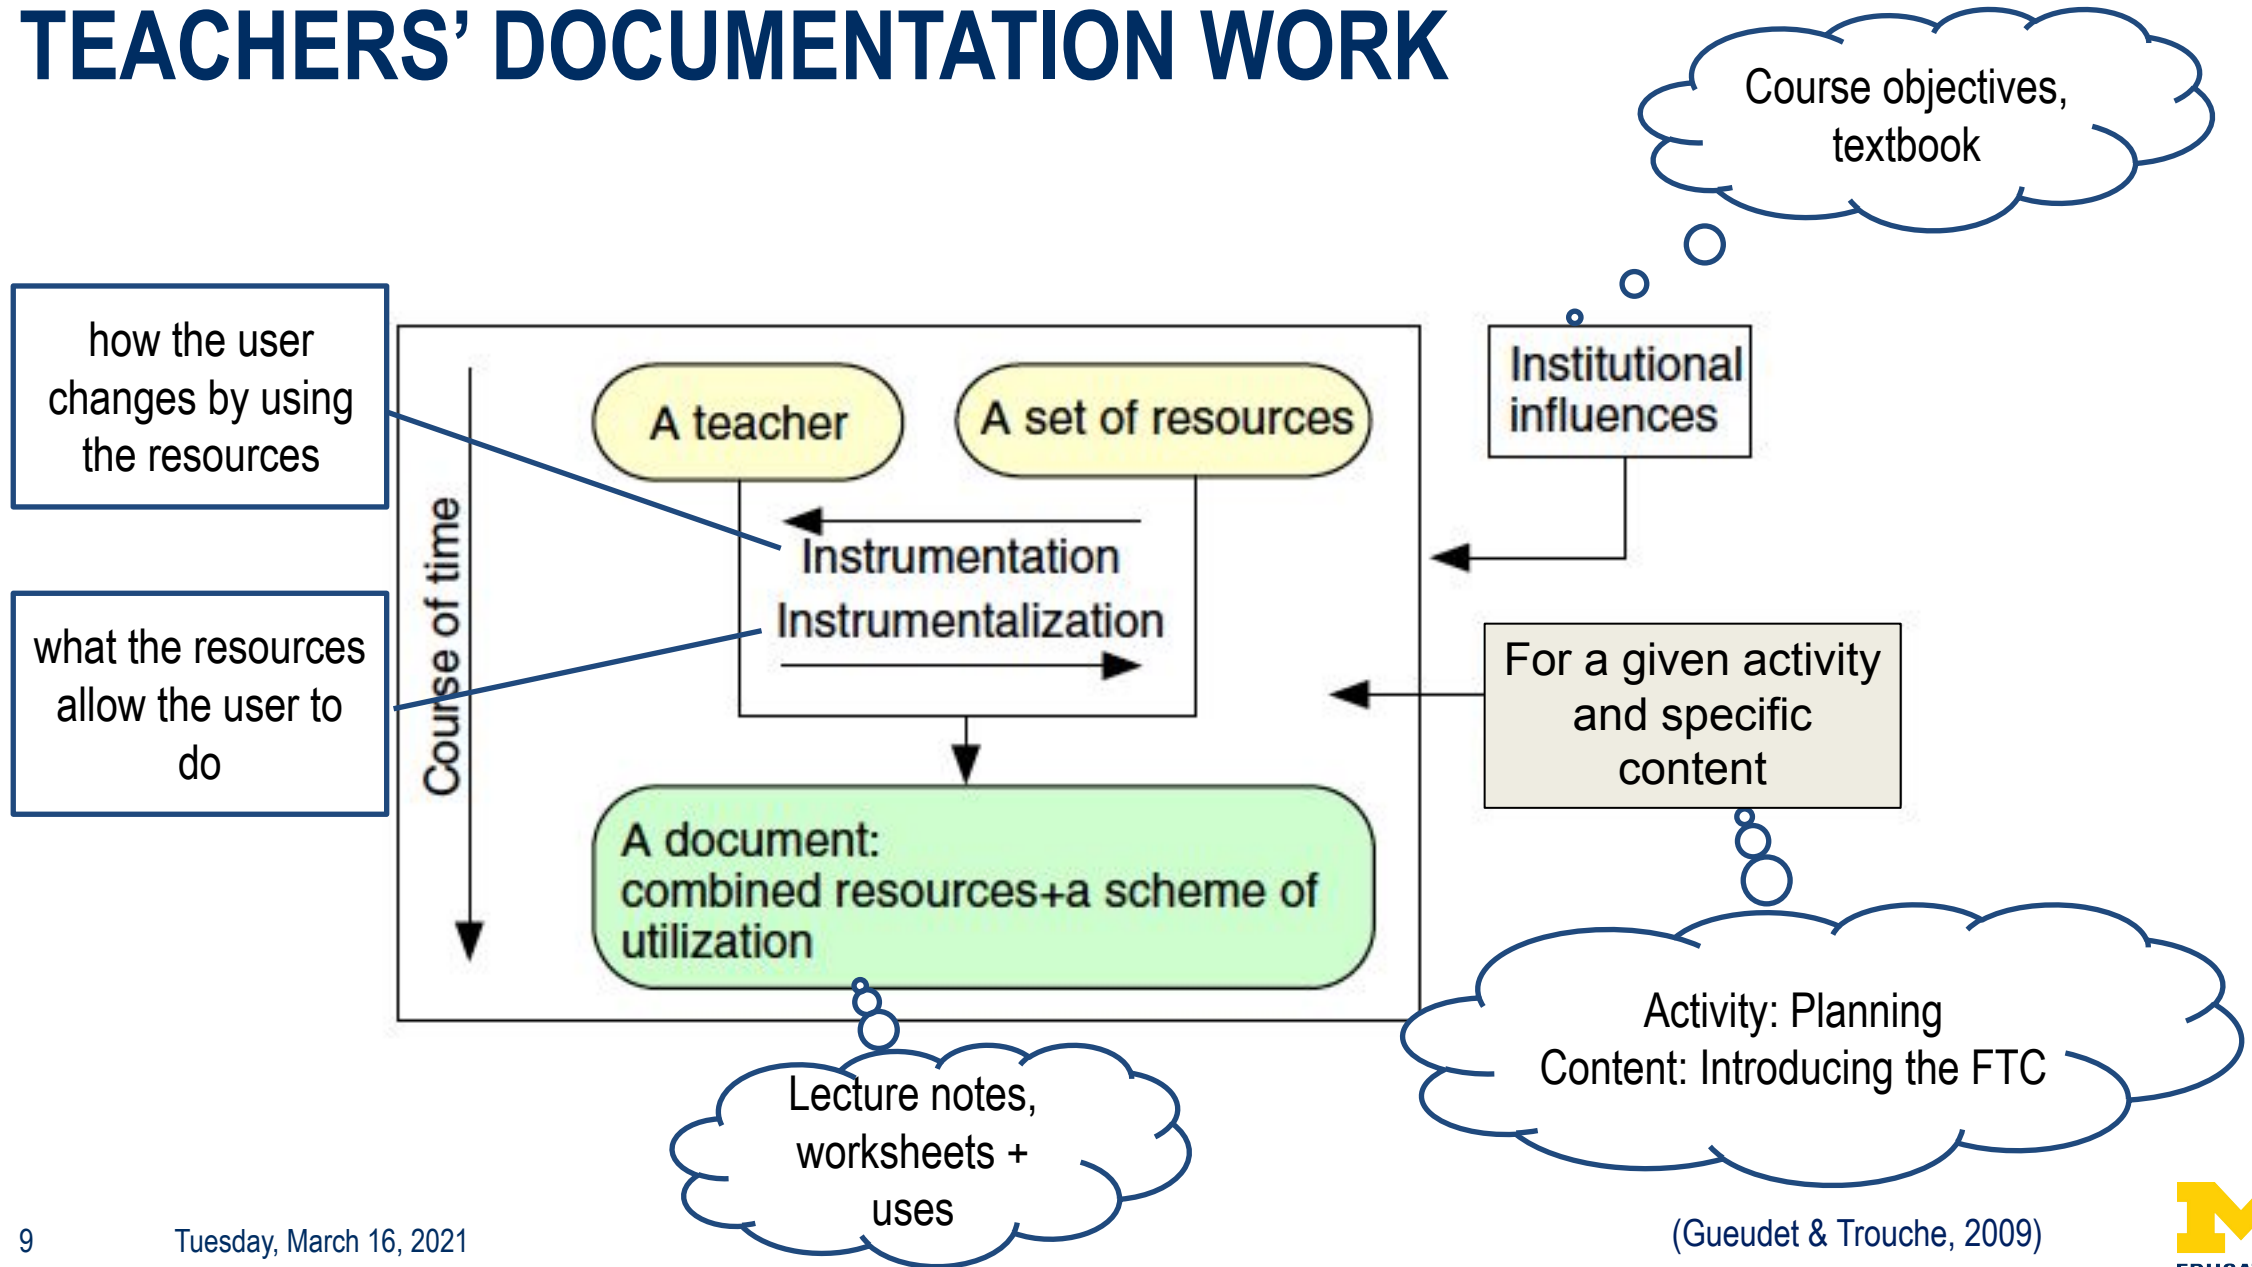 TEACHERS’ DOCUMENTATION WORK
Course objectives,
textbook
how the user
changes by using
the resources
what the resources
allow the user to
do
Course of time
A teacher
A set of resources
Instrumentation
Instrumentalization
Institutional
influences
For a given activity
and specific
content
A document:
combined resources+a scheme of
utilization
Activity: Planning
Content: Introducing the FTC
Lecture notes,
worksheets +
uses
(Gueudet & Trouche, 2009)
9
Tuesday, March 16, 2021
M